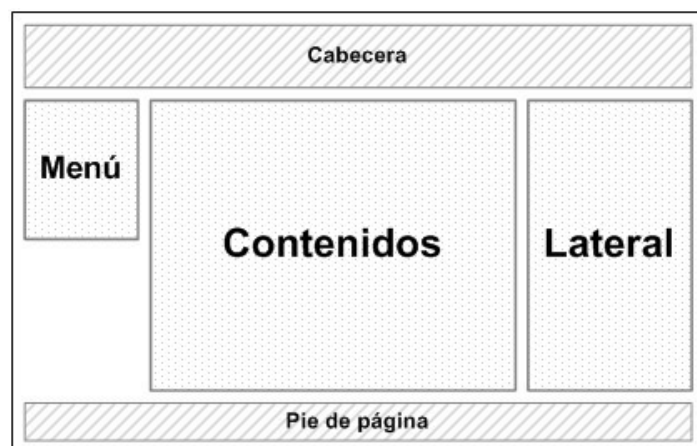 Cabecera
Menú
Contenidos
Lateral
Pie de página